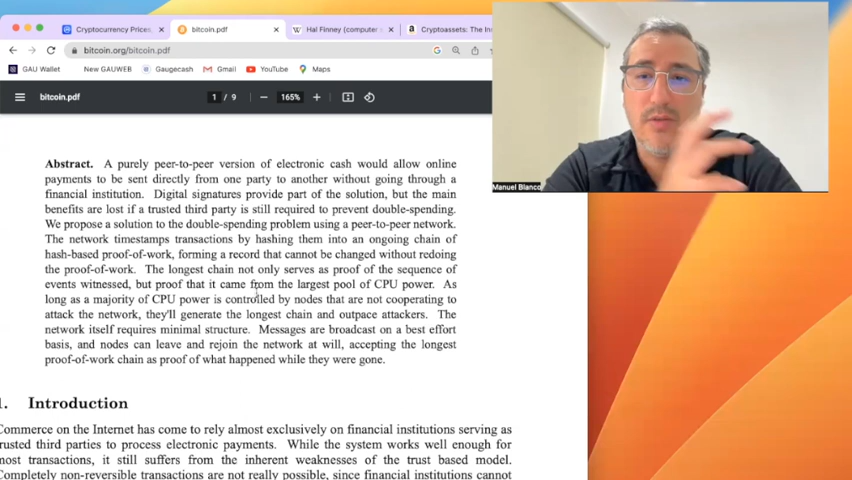 Cryptocurrency Prices,
bitcoin.pdf
Hal Finney (computer s
Cryptoassets: The In
bitcoin.org/bitcoin.pdf
GAU Wallet
New GAUWEB
Gaugecash
Gmail
YouTube
Maps
bitcoin.pdf
1 / 9
165%
Manuel Blanco
Abstract. A purely peer-to-peer version of electronic cash would allow online
payments to be sent directly from one party to another without going through a
financial institution. Digital signatures provide part of the solution, but the main
benefits are lost if a trusted third party is still required to prevent double-spending.
We propose a solution to the double-spending problem using a peer-to-peer network.
The network timestamps transactions by hashing them into an ongoing chain of
hash-based proof-of-work, forming a record that cannot be changed without redoing
the proof-of-work. The longest chain not only serves as proof of the sequence of
events witnessed, but proof that it came from the largest pool of CPU power. As
long as a majority of CPU power is controlled by nodes that are not cooperating to
attack the network, they'll generate the longest chain and outpace attackers. The
network itself requires minimal structure. Messages are broadcast on a best effort
basis, and nodes can leave and rejoin the network at will, accepting the longest
proof-of-work chain as proof of what happened while they were gone.
1. Introduction
Commerce on the Internet has come to rely almost exclusively on financial institutions serving as
trusted third parties to process electronic payments. While the system works well enough for
most transactions, it still suffers from the inherent weaknesses of the trust based model.
Completely non-reversible transactions are not really possible, since financial institutions cannot